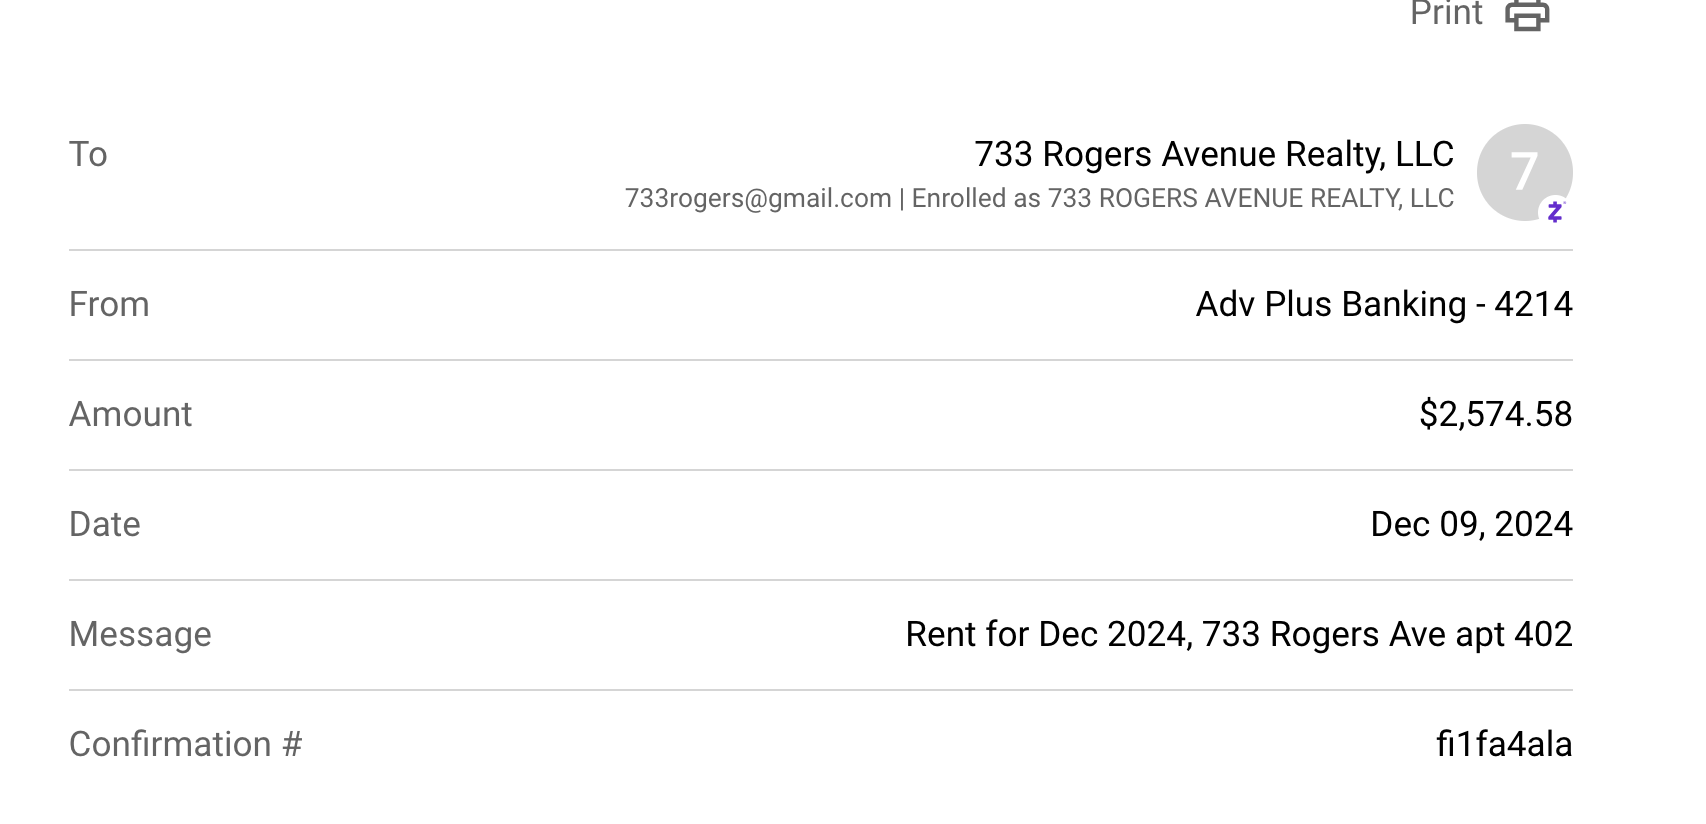 Print
To
733 Rogers Avenue Realty, LLC
7
733rogers@gmail.com | Enrolled as 733 ROGERS AVENUE REALTY, LLC
From
Adv Plus Banking - 4214
Amount
$2,574.58
Date
Dec 09, 2024
Message
Rent for Dec 2024, 733 Rogers Ave apt 402
Confirmation #
fi1fa4ala